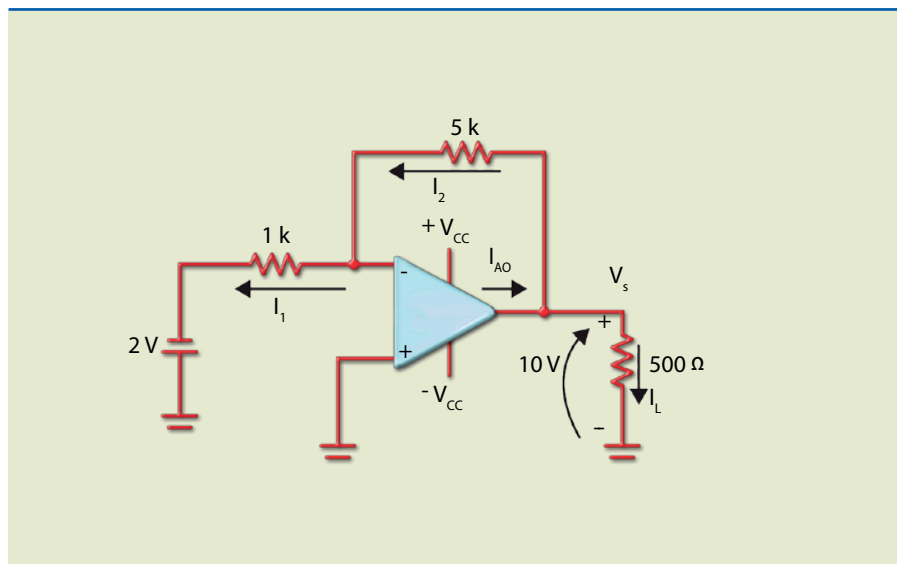 5 k
I2
+ VCC
1 k
IAO
-
Vs
I1
+
2 V
+
10 V
500 Ω
- VCC
IL
–